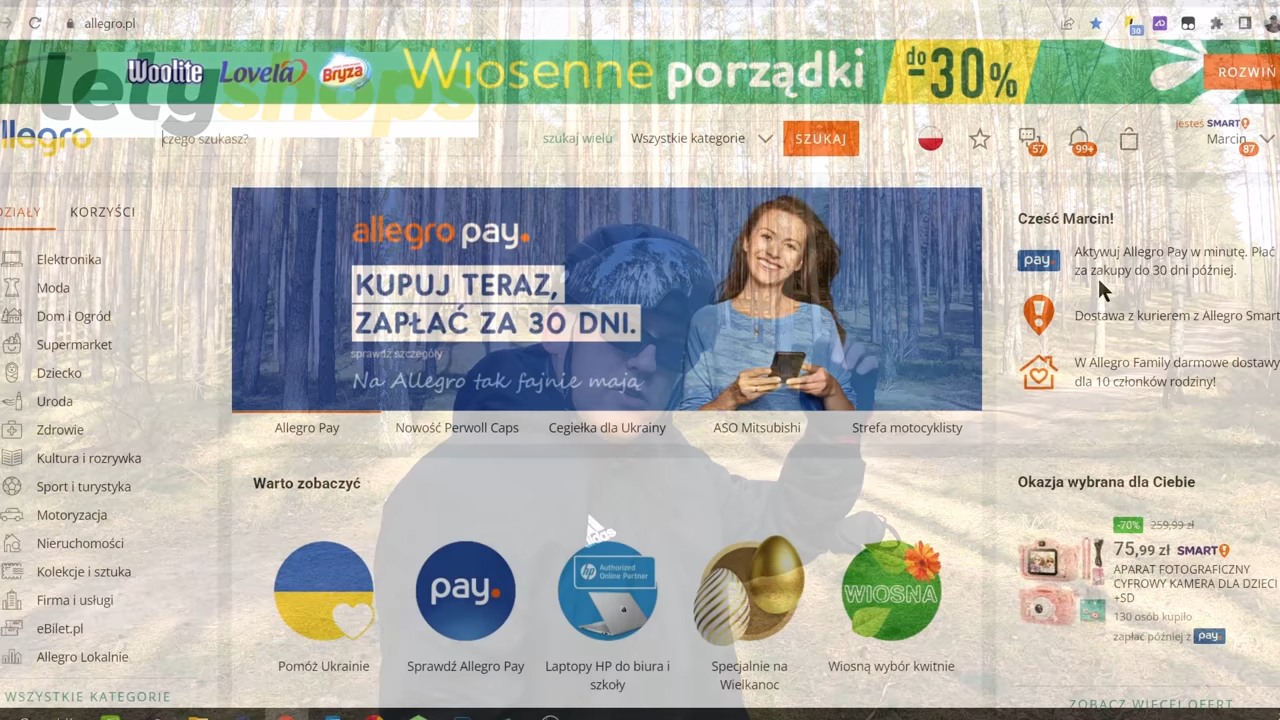 allegro.pl
30
letyshops
Woolite Lovela Bryza Wiosenne porządki do -30% ROZWIŃ
allegro
czego szukasz?
szukaj wielu
Wszystkie kategorie
SZUKAJ
57
99+
jesteś SMART!
Marcin
87
DZIAŁY KORZYŚCI
Elektronika
Moda
Dom i Ogród
Supermarket
Dziecko
Uroda
Zdrowie
Kultura i rozrywka
Sport i turystyka
Motoryzacja
Nieruchomości
Kolekcje i sztuka
Firma i usługi
eBilet.pl
Allegro Lokalnie
WSZYSTKIE KATEGORIE
allegro pay.
KUPUJ TERAZ,
ZAPŁAĆ ZA 30 DNI.
sprawdź szczegóły
Na Allegro tak fajnie mają
Allegro Pay
Nowość Perwoll Caps
Cegiełka dla Ukrainy
ASO Mitsubishi
Strefa motocyklisty
Warto zobaczyć
adidas
pay.
hp Authorized
Online Partner
WIOSNA
Pomóż Ukrainie
Sprawdź Allegro Pay
Laptopy HP do biura i
szkoły
Specjalnie na
Wielkanoc
Wiosną wybór kwitnie
Cześć Marcin!
pay.
Aktywuj Allegro Pay w minutę. Płać
za zakupy do 30 dni później.
Dostawa z kurierem z Allegro Smart
W Allegro Family darmowe dostawy
dla 10 członków rodziny!
Okazja wybrana dla Ciebie
-70% 259,99 zł
75,99 zł SMART!
APARAT FOTOGRAFICZNY
CYFROWY KAMERA DLA DZIECI
+SD
130 osób kupiło
zapłać później z pay.
ZOBACZ WIĘCEJ OFERT